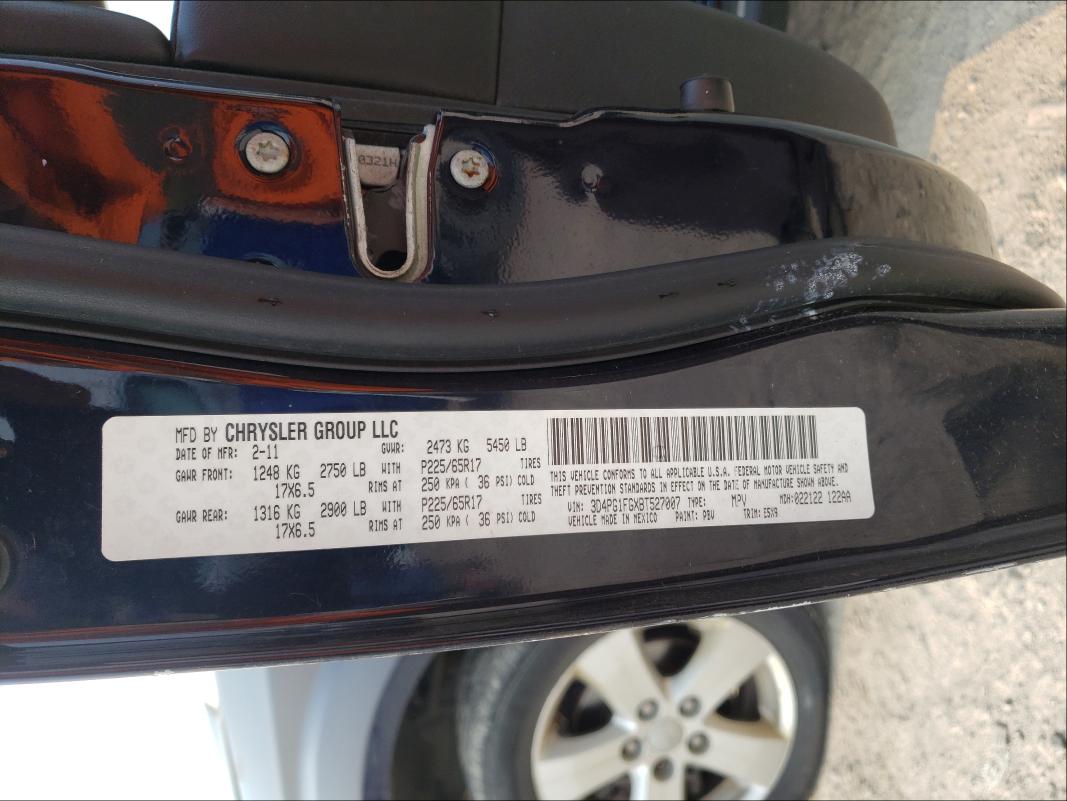 0321H
MFD BY CHRYSLER GROUP LLC
DATE OF MFR: 2-11 GVWR: 2473 KG 5450 LB
GAWR FRONT: 1248 KG 2750 LB WITH P225/65R17 TIRES
17X6.5 RIMS AT 250 KPA ( 36 PSI) COLD
GAWR REAR: 1316 KG 2900 LB WITH P225/65R17 TIRES
17X6.5 RIMS AT 250 KPA ( 36 PSI) COLD
THIS VEHICLE CONFORMS TO ALL APPLICABLE U.S.A. FEDERAL MOTOR VEHICLE SAFETY AND
THEFT PREVENTION STANDARDS IN EFFECT ON THE DATE OF MANUFACTURE SHOWN ABOVE.
VIN: 3D4PG1FGXBT527007 TYPE: MPV MDH: 022122 122AA
VEHICLE MADE IN MEXICO PAINT: PBV TRIM: ESX9